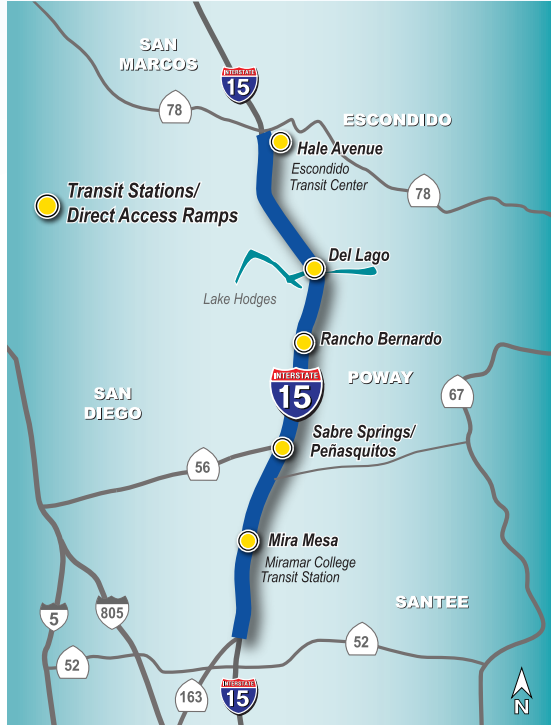 SAN
MARCOS
INTERSTATE
15
78
ESCONDIDO
Hale Avenue
Escondido
Transit Center
78
Transit Stations/
Direct Access Ramps
Del Lago
Lake Hodges
Rancho Bernardo
INTERSTATE
15
POWAY
67
SAN
DIEGO
Sabre Springs/
Peñasquitos
56
Mira Mesa
Miramar College
Transit Station
SANTEE
5
805
52
52
163
INTERSTATE
15
N